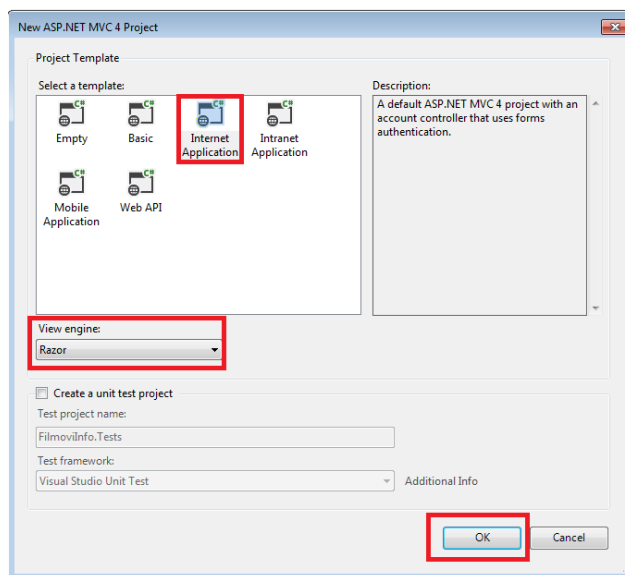 New ASP.NET MVC 4 Project
Project Template
Select a template:
Description:
C# C# C# C#
Empty Basic Internet Application Intranet Application
A default ASP.NET MVC 4 project with an
account controller that uses forms
authentication.
C# C#
Mobile Application Web API
View engine:
Razor
Create a unit test project
Test project name:
FilmoviInfo.Tests
Test framework:
Visual Studio Unit Test
Additional Info
OK Cancel